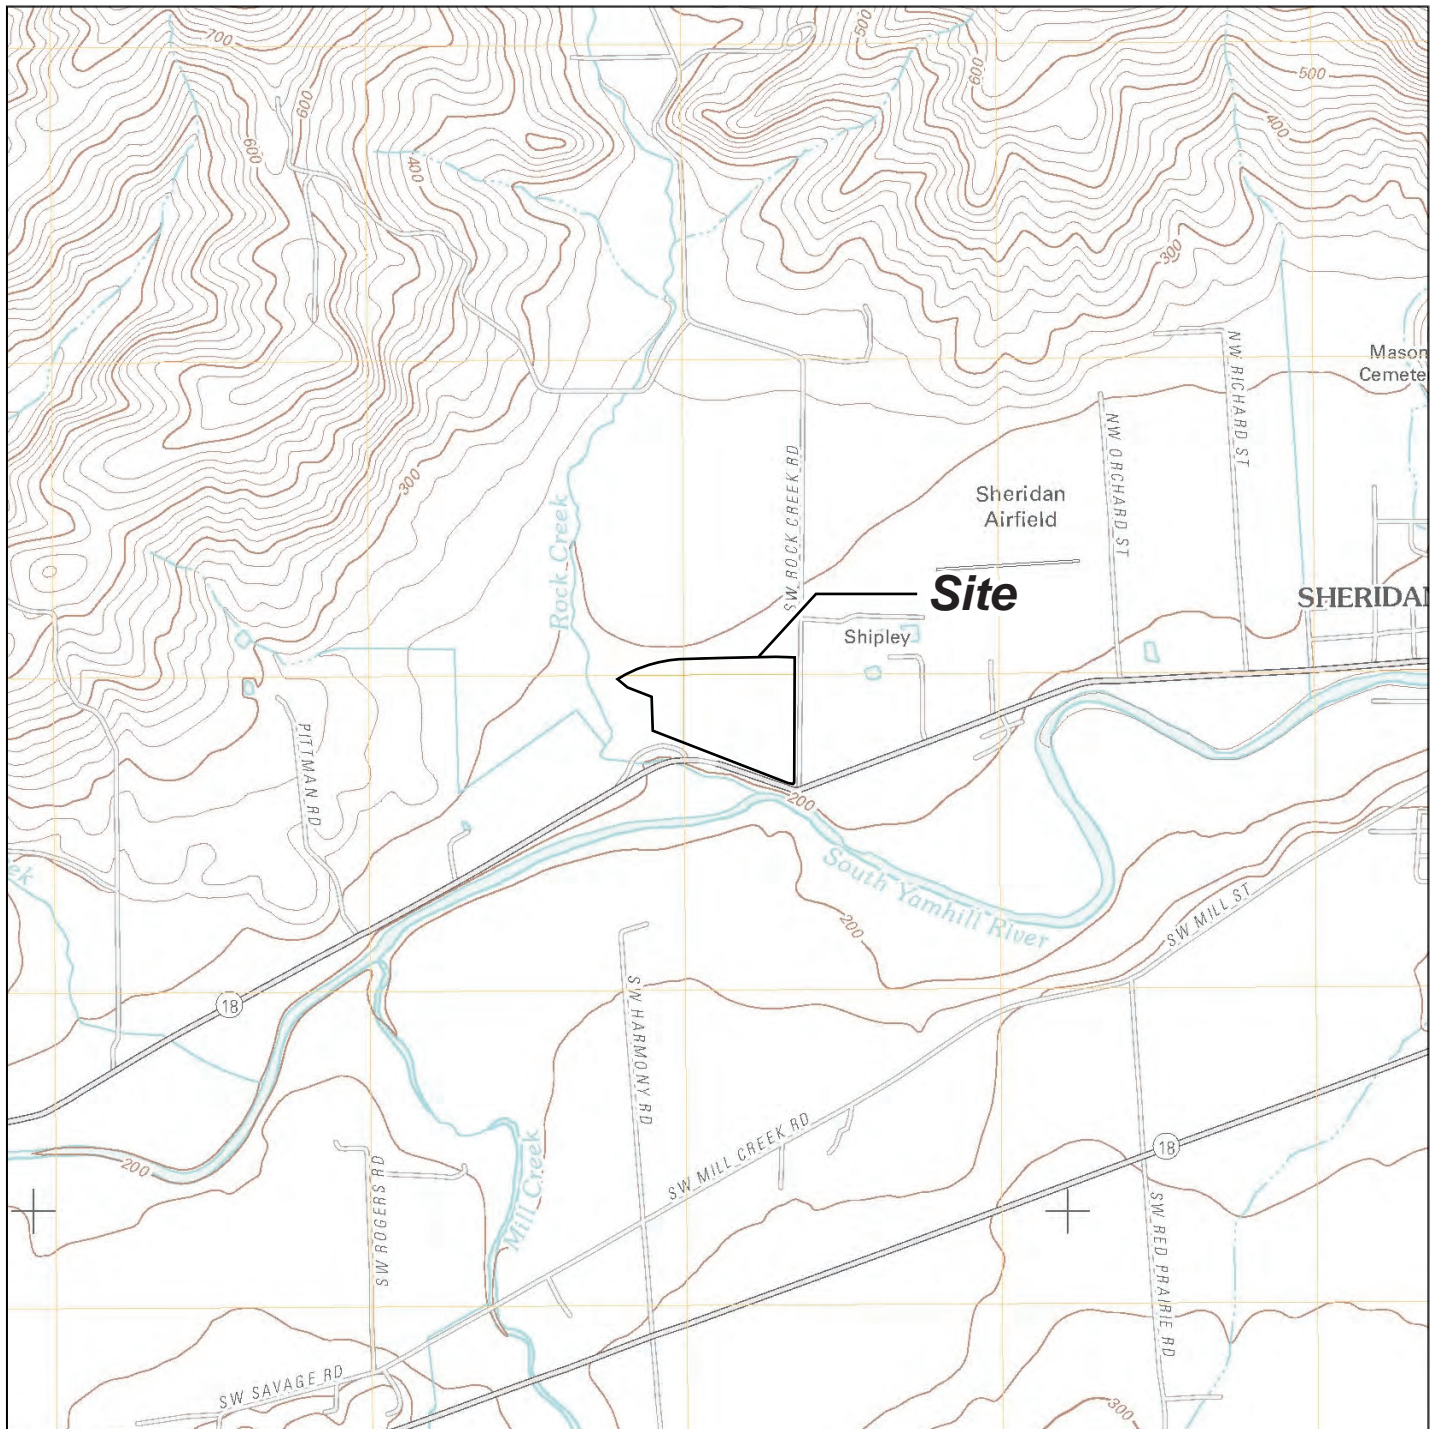 700
600
600
400
500
600
500
400
300
300
Mason
Cemete
NW RICHARD ST
NW ORCHARD ST
SW ROCK CREEK RD
Rock Creek
Sheridan
Airfield
Site
SHERIDAN
Shipley
PITTMAN RD
200
South Yamhill River
200
ek
SW MILL ST
18
SW HARMONY RD
SW MILL CREEK RD
18
200
SW ROGERS RD
Mill Creek
SW RED PRAIRIE RD
SW SAVAGE RD
300